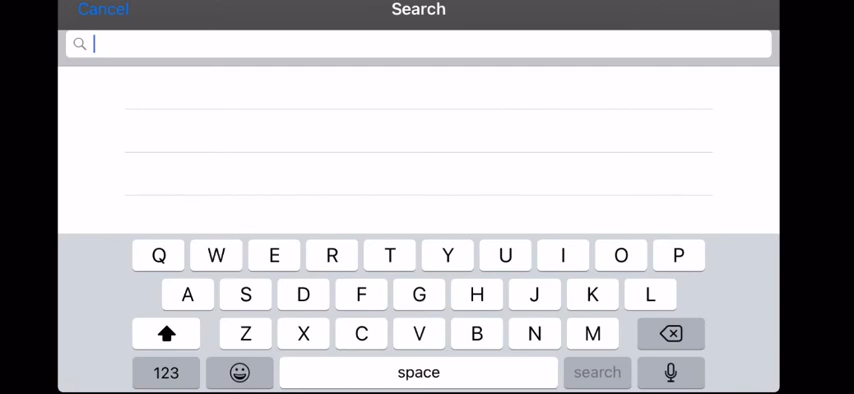 Cancel Search
Q W E R T Y U I O P
A S D F G H J K L
Z X C V B N M
123 space search